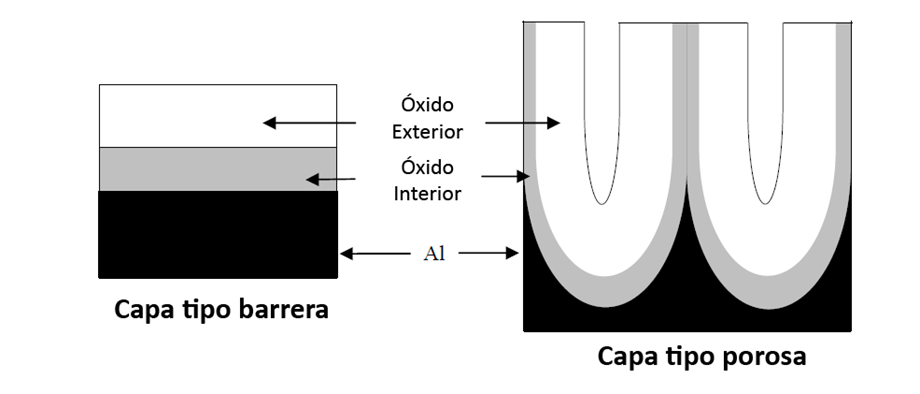 Óxido
Exterior
Óxido
Interior
Al
Capa tipo barrera
Capa tipo porosa